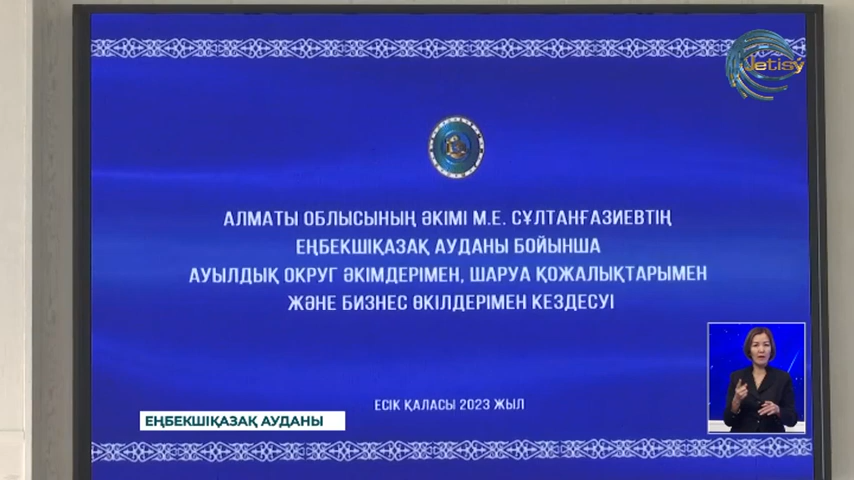 Jetisy
АЛМАТЫ ОБЛЫСЫНЫҢ ӘКІМІ М.Е. СҰЛТАНҒАЗИЕВТІҢ
ЕҢБЕКШІҚАЗАҚ АУДАНЫ БОЙЫНША
АУЫЛДЫҚ ОКРУГ ӘКІМДЕРІМЕН, ШАРУА ҚОЖАЛЫҚТАРЫМЕН
ЖӘНЕ БИЗНЕС ӨКІЛДЕРІМЕН КЕЗДЕСУІ
ЕСІК ҚАЛАСЫ 2023 ЖЫЛ
ЕҢБЕКШІҚАЗАҚ АУДАНЫ